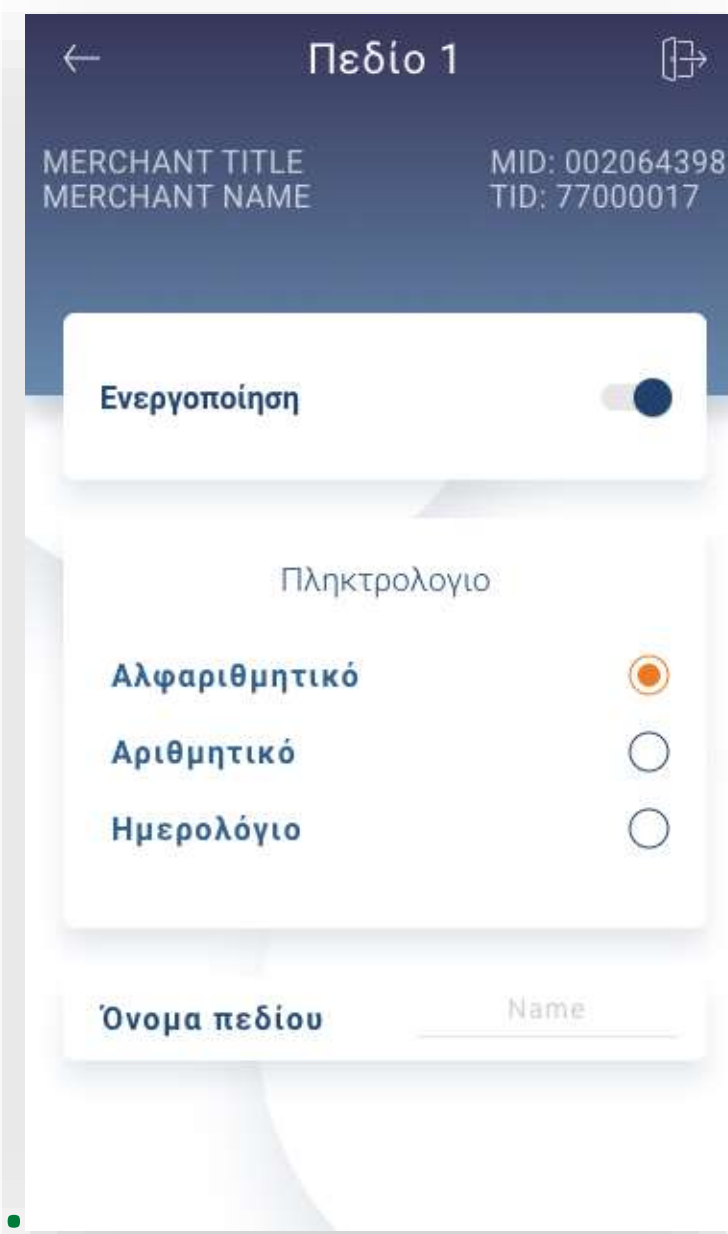 Πεδίο 1
MERCHANT TITLE
MID: 002064398
MERCHANT NAME
TID: 77000017
Ενεργοποίηση
Πληκτρολογιο
Αλφαριθμητικό
Αριθμητικό
Ημερολόγιο
Όνομα πεδίου
Name